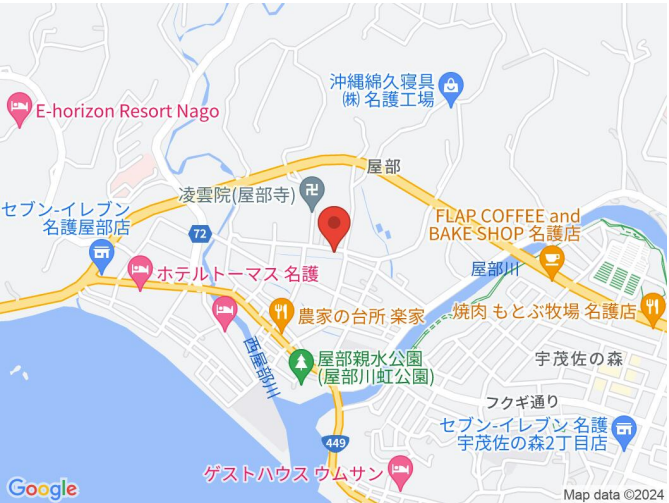 沖縄綿久寝具
㈱ 名護工場
E-horizon Resort Nago
屋部
凌雲院(屋部寺)
卍
セブン-イレブン
名護屋部店
FLAP COFFEE and
BAKE SHOP 名護店
72
屋部川
ホテルトーマス 名護
農家の台所 楽家
焼肉 もとぶ牧場 名護店
西屋部川
屋部親水公園
(屋部川虹公園)
宇茂佐の森
フクギ通り
セブン-イレブン 名護
宇茂佐の森2丁目店
449
ゲストハウス ウムサン
Google
Map data ©2024